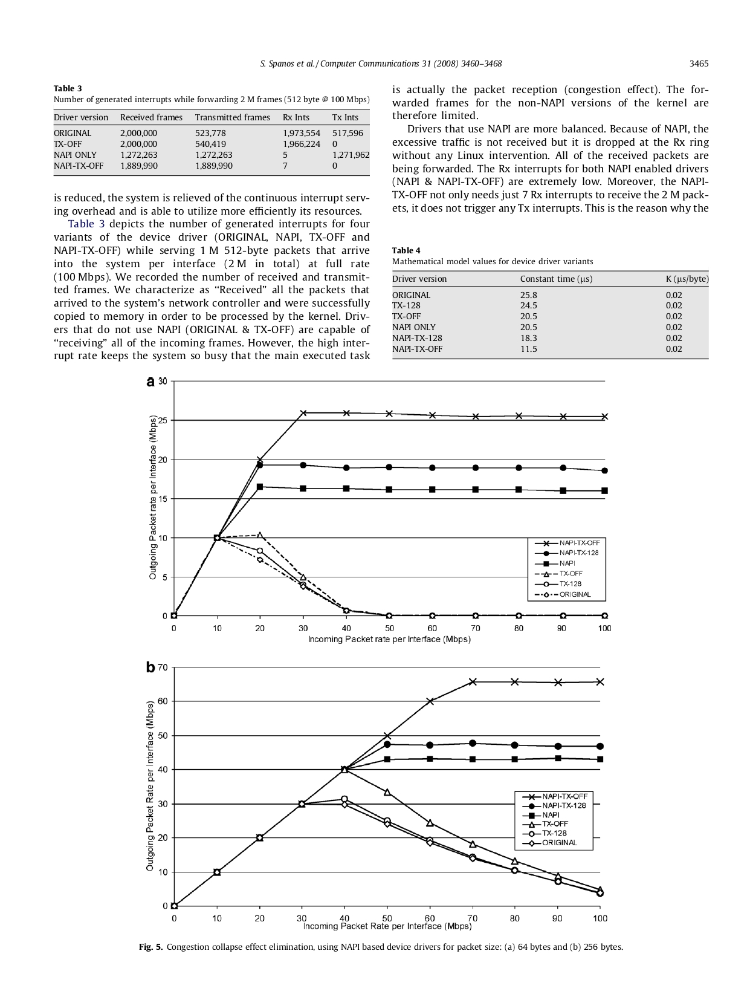 S. Spanos et al. / Computer Communications 31 (2008) 3460–3468
3465
Table 3
Number of generated interrupts while forwarding 2 M frames (512 byte @ 100 Mbps)
Driver version Received frames Transmitted frames Rx Ints Tx Ints
ORIGINAL 2,000,000 523,778 1,973,554 517,596
TX-OFF 2,000,000 540,419 1,966,224 0
NAPI ONLY 1,272,263 1,272,263 5 1,271,962
NAPI-TX-OFF 1,889,990 1,889,990 7 0
is reduced, the system is relieved of the continuous interrupt serv-
ing overhead and is able to utilize more efficiently its resources.
Table 3 depicts the number of generated interrupts for four
variants of the device driver (ORIGINAL, NAPI, TX-OFF and
NAPI-TX-OFF) while serving 1 M 512-byte packets that arrive
into the system per interface (2 M in total) at full rate
(100 Mbps). We recorded the number of received and transmit-
ted frames. We characterize as “Received” all the packets that
arrived to the system’s network controller and were successfully
copied to memory in order to be processed by the kernel. Driv-
ers that do not use NAPI (ORIGINAL & TX-OFF) are capable of
“receiving” all of the incoming frames. However, the high inter-
rupt rate keeps the system so busy that the main executed task
is actually the packet reception (congestion effect). The for-
warded frames for the non-NAPI versions of the kernel are
therefore limited.
Drivers that use NAPI are more balanced. Because of NAPI, the
excessive traffic is not received but it is dropped at the Rx ring
without any Linux intervention. All of the received packets are
being forwarded. The Rx interrupts for both NAPI enabled drivers
(NAPI & NAPI-TX-OFF) are extremely low. Moreover, the NAPI-
TX-OFF not only needs just 7 Rx interrupts to receive the 2 M pack-
ets, it does not trigger any Tx interrupts. This is the reason why the
Table 4
Mathematical model values for device driver variants
Driver version Constant time (μs) K (μs/byte)
ORIGINAL 25.8 0.02
TX-128 24.5 0.02
TX-OFF 20.5 0.02
NAPI ONLY 20.5 0.02
NAPI-TX-128 18.3 0.02
NAPI-TX-OFF 11.5 0.02
a
30
25
20
15
10
5
0
Outgoing Packet rate per Interface (Mbps)
NAPI-TX-OFF
NAPI-TX-128
NAPI
TX-OFF
TX-128
ORIGINAL
0 10 20 30 40 50 60 70 80 90 100
Incoming Packet rate per Interface (Mbps)
b
70
60
50
40
30
20
10
0
Outgoing Packet Rate per Interface (Mbps)
NAPI-TX-OFF
NAPI-TX-128
NAPI
TX-OFF
TX-128
ORIGINAL
0 10 20 30 40 50 60 70 80 90 100
Incoming Packet Rate per Interface (Mbps)
Fig. 5. Congestion collapse effect elimination, using NAPI based device drivers for packet size: (a) 64 bytes and (b) 256 bytes.